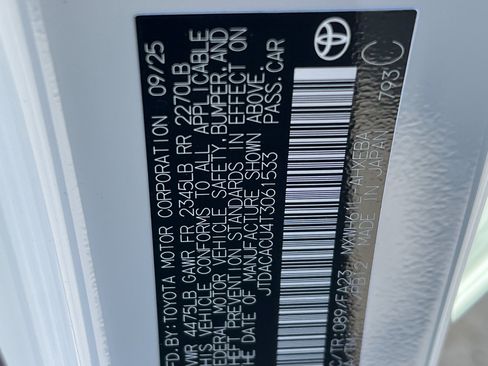 MFD.BY:TOYOTA MOTOR CORPORATION 09/25
GVWR 4475LB GAWR FR 2345LB RR 2270LB
THIS VEHICLE CONFORMS TO ALL APPLICABLE
FEDERAL MOTOR VEHICLE SAFETY, BUMPER, AND
THEFT PREVENTION STANDARDS IN EFFECT ON
DATE OF MANUFACTURE SHOWN ABOVE.
JTDACACU4T3061533 PASS.CAR
C/TR:089/FA23 MXWH61L-AHXEBA
MADE IN JAPAN 793 C